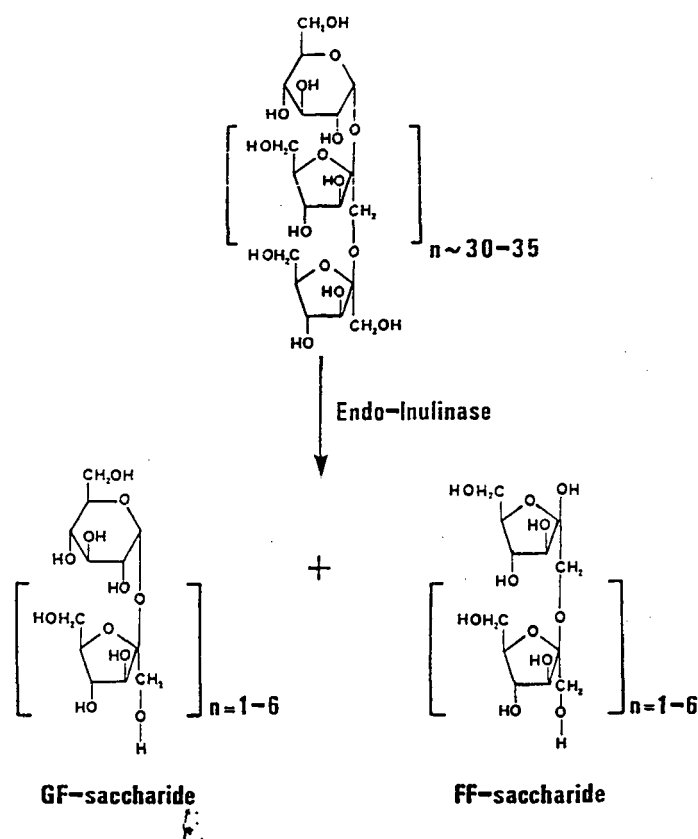 CH₂OH
O
OH
HO
HO
O
HOH₂C
O
HO
CH₂
HO
O
n~30-35
HOH₂C
O
HO
HO
CH₂OH
Endo-Inulinase
CH₂OH
O
OH
HO
HO
O
HOH₂C
O
HO
CH₂
HO
O
H
n=1-6
GF-saccharide
+
HOH₂C
OH
O
HO
HO
CH₂
O
HOH₂C
O
HO
CH₂
HO
O
H
n=1-6
FF-saccharide